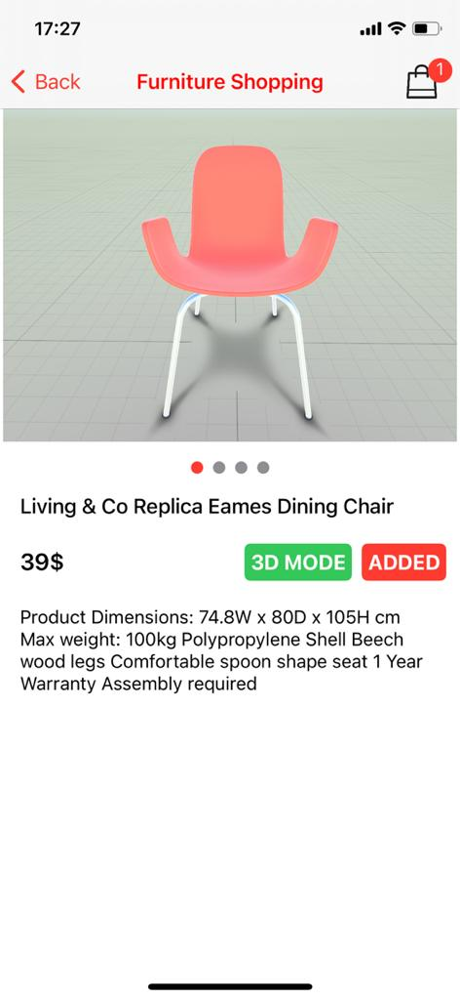 17:27
Back
Furniture Shopping
1
Living & Co Replica Eames Dining Chair
39$
3D MODE
ADDED
Product Dimensions: 74.8W x 80D x 105H cm
Max weight: 100kg Polypropylene Shell Beech
wood legs Comfortable spoon shape seat 1 Year
Warranty Assembly required